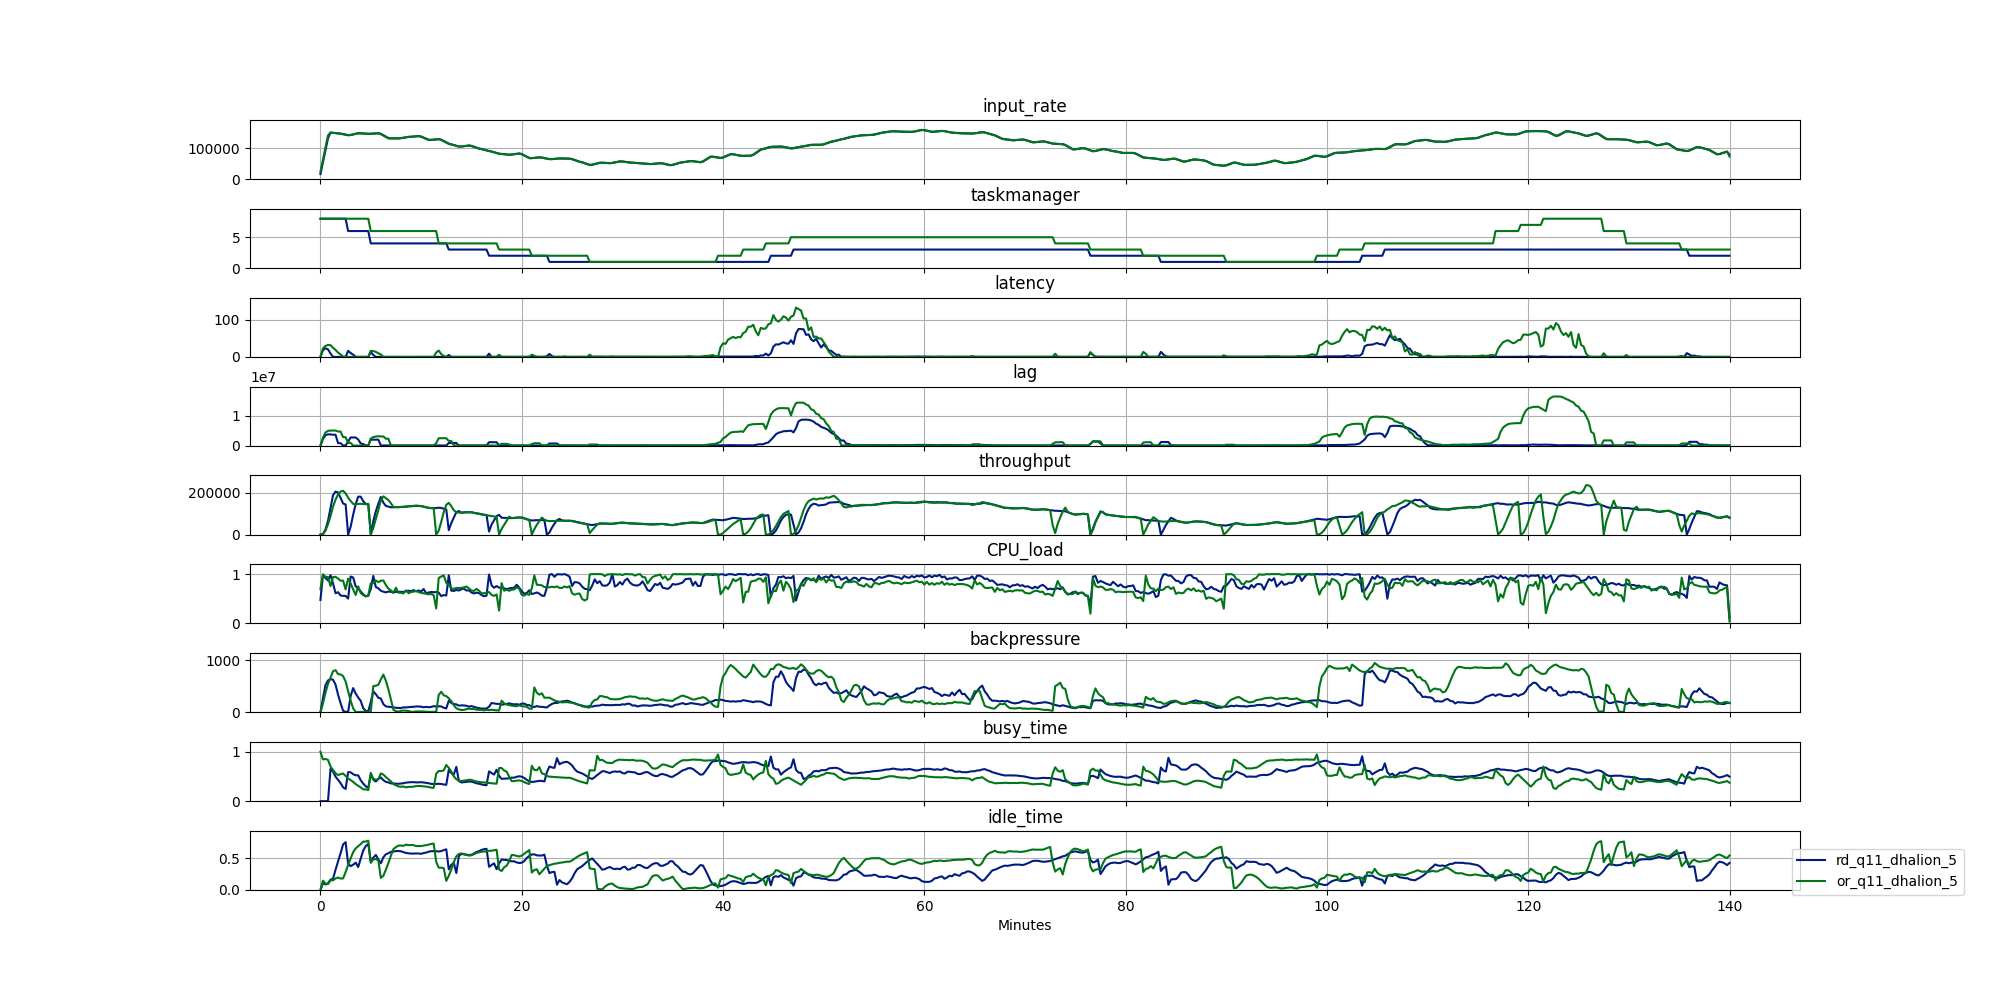 input_rate
100000
0
taskmanager
5
0
latency
100
0
1e7
lag
1
0
throughput
200000
0
CPU_load
1
0
backpressure
1000
0
busy_time
1
0
idle_time
0.5
0.0
0 20 40 60 80 100 120 140
Minutes
rd_q11_dhalion_5
or_q11_dhalion_5